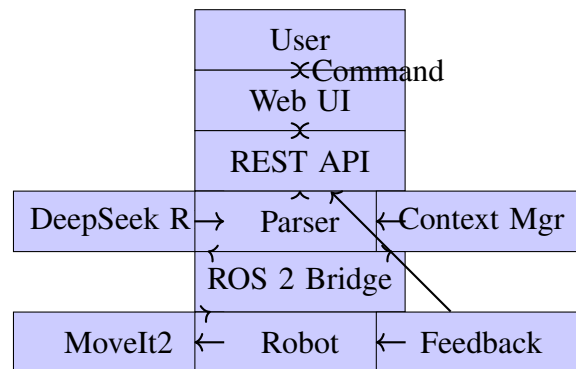 User
Command
Web UI
REST API
DeepSeek R
Parser
Context Mgr
ROS 2 Bridge
MoveIt2
Robot
Feedback